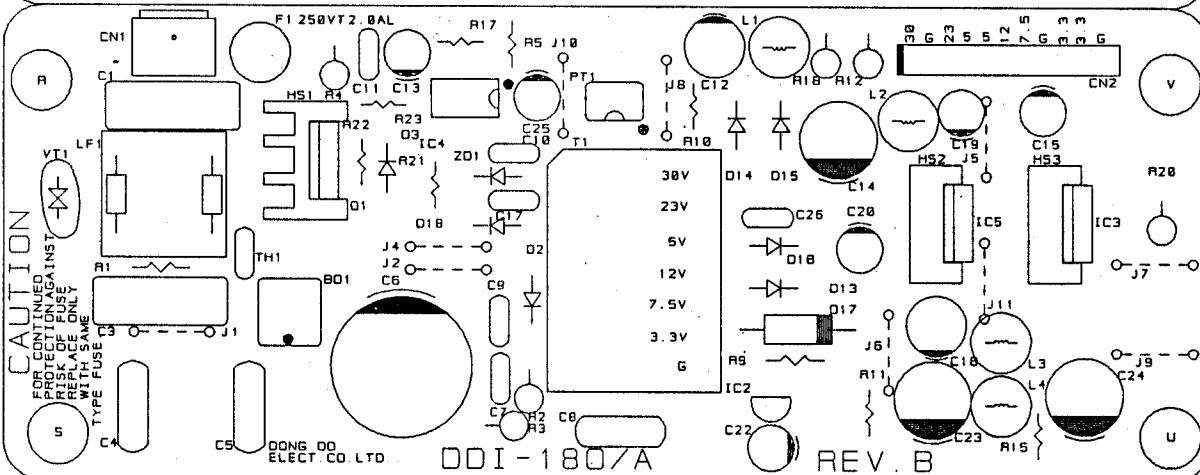 F1 250VT2.0AL
CN1
R17
R5
J10
L1
30
G
23
5
5
12
7.5
G
3.3
3.3
G
CN2
A
C1
HS1
R4
C11
C13
PT1
J8
C12
R18
R12
L2
V
VT1
LF1
R22
R23
Q3
R21
IC4
C25
C10
ZD1
T1
R10
D14
D15
C14
C19
J5
C15
HS2
HS3
R20
30V
23V
5V
12V
7.5V
3.3V
G
Q1
D18
C17
D2
C26
C20
D16
IC5
IC3
J4
J2
R1
TH1
BD1
C6
C9
D13
D17
J7
J11
C3
J1
J6
C18
L3
J9
R9
R11
L4
C24
CAUTION
FOR CONTINUED
PROTECTION AGAINST
RISK OF FUSE
REPLACE ONLY
WITH SAME
TYPE FUSE
S
C4
C5
C7
R2
R3
C8
IC2
C22
C23
R15
U
DONG DO
ELECT.CO.LTD
DDI-1807/A
REV.B